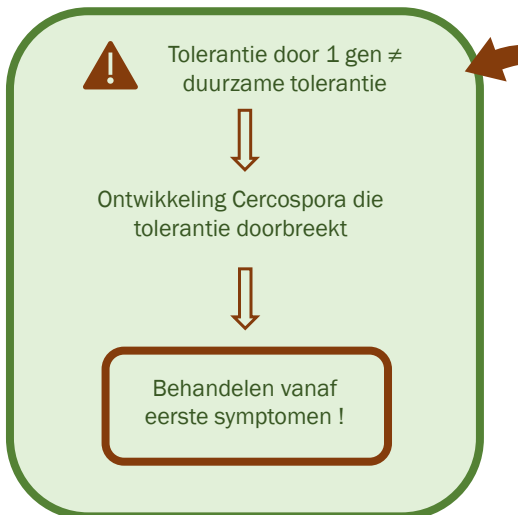 Tolerantie door 1 gen ≠
duurzame tolerantie
Ontwikkeling Cercospora die
tolerantie doorbreekt
Behandelen vanaf
eerste symptomen !